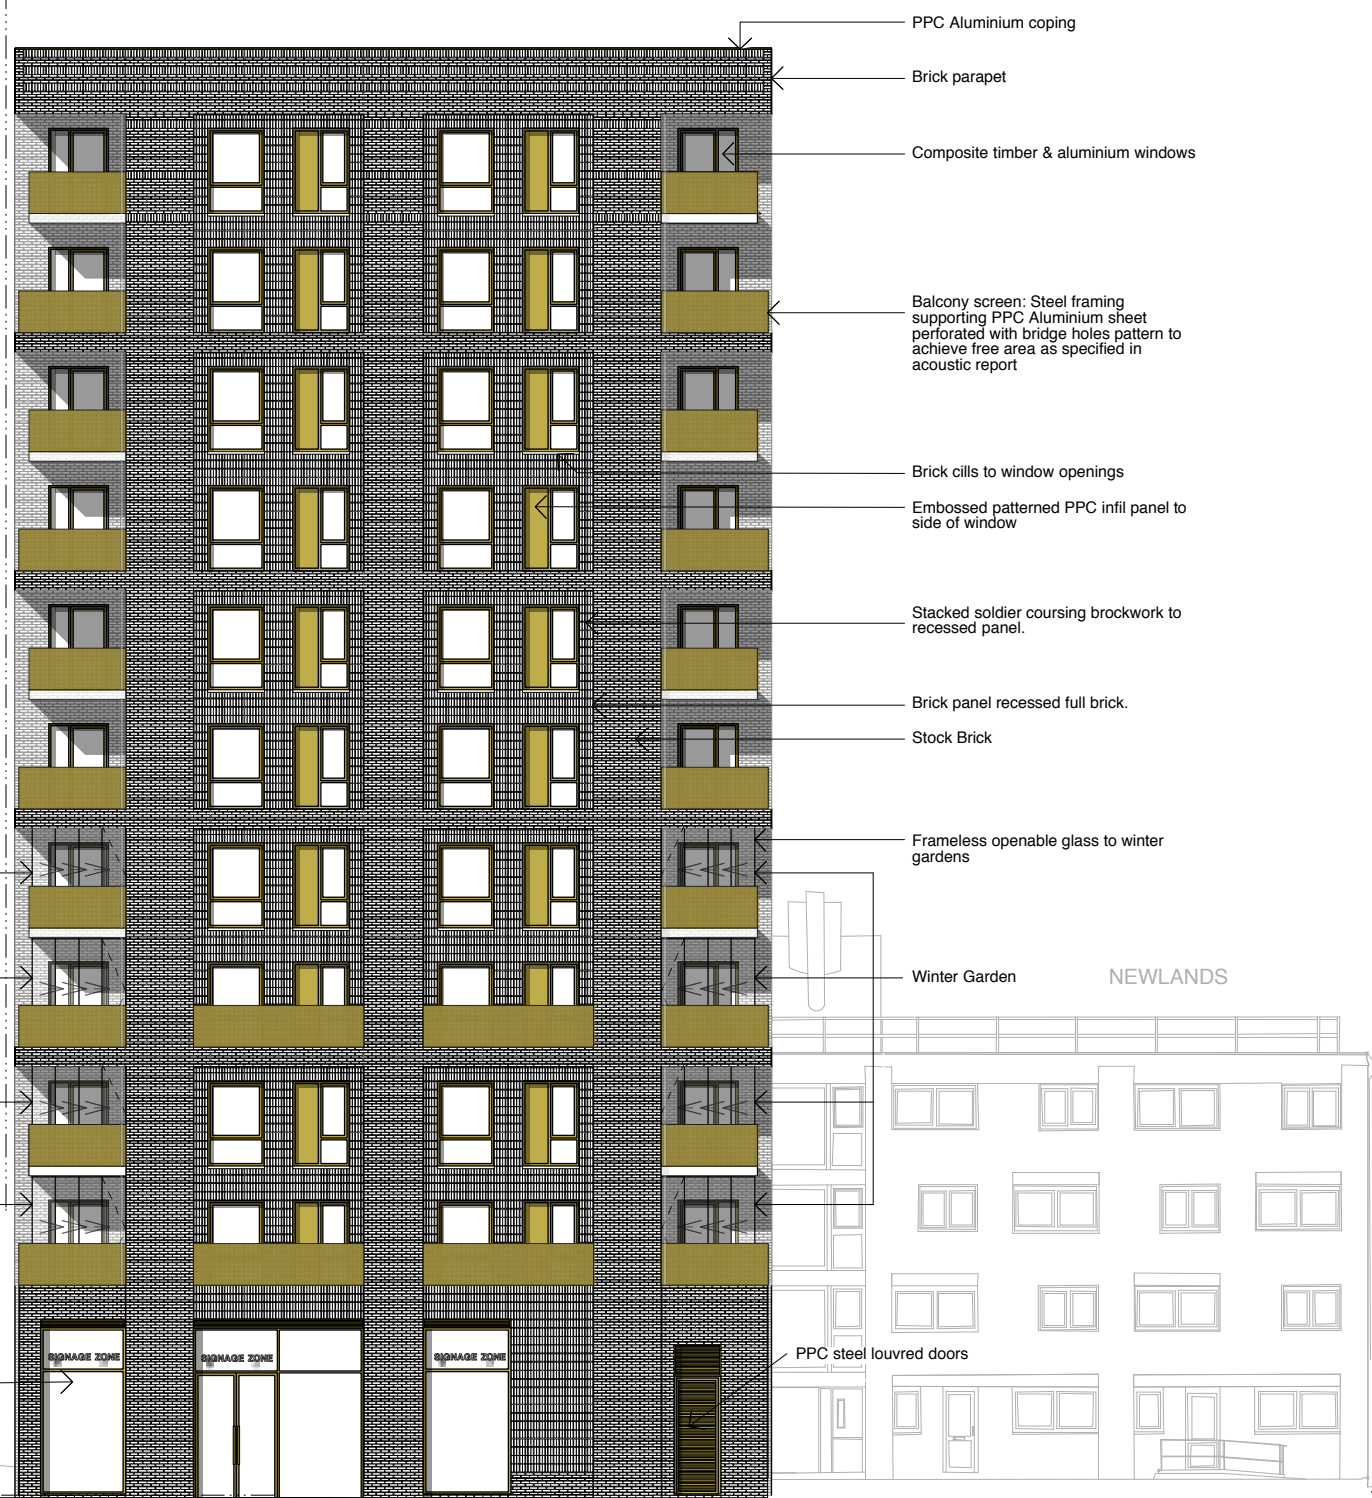 PPC Aluminium coping
Brick parapet
Composite timber & aluminium windows
Balcony screen: Steel framing
supporting PPC Aluminium sheet
perforated with bridge holes pattern to
achieve free area as specified in
acoustic report
Brick cills to window openings
Embossed patterned PPC infil panel to
side of window
Stacked soldier coursing brockwork to
recessed panel.
Brick panel recessed full brick.
Stock Brick
Frameless openable glass to winter
gardens
Winter Garden
NEWLANDS
PPC steel louvred doors
SIGNAGE ZONE
SIGNAGE ZONE
SIGNAGE ZONE